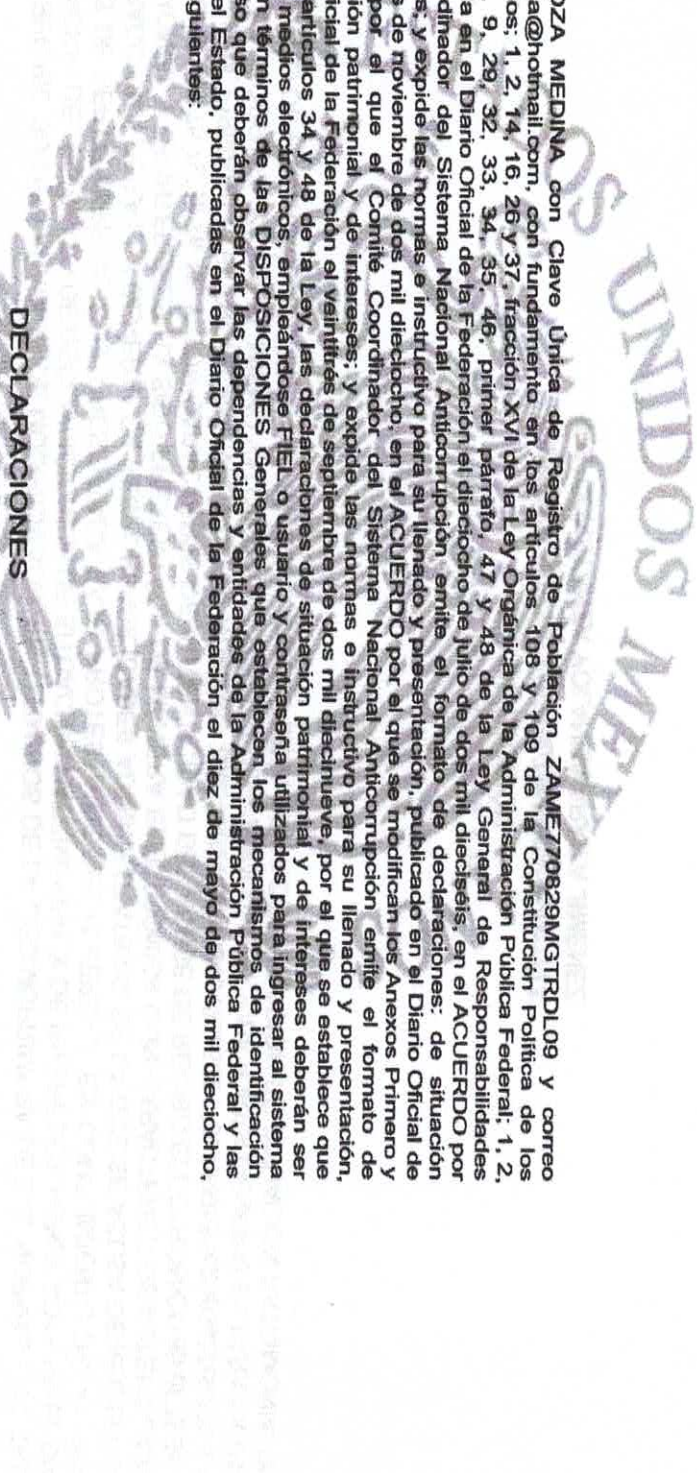 OS UNIDOS MEXI
OZA MEDINA con Clave Única de Registro de Población ZAME770829MGTRDL09 y correo
a@hotmail.com, con fundamento en los artículos 108 y 109 de la Constitución Política de los
os; 1, 2, 14, 16, 26 y 37, fracción XVI de la Ley Orgánica de la Administración Pública Federal; 1, 2,
9, 29, 32, 33, 34, 35, 46, primer párrafo, 47 y 48 de la Ley General de Responsabilidades
a en el Diario Oficial de la Federación el dieciocho de julio de dos mil dieciséis, en el ACUERDO por
dinador del Sistema Nacional Anticorrupción emite el formato de declaraciones: de situación
s; y expide las normas e instructivo para su llenado y presentación, publicado en el Diario Oficial de
s de noviembre de dos mil dieciocho, en el ACUERDO por el que se modifican los Anexos Primero y
por el que el Comité Coordinador del Sistema Nacional Anticorrupción emite el formato de
ión patrimonial y de intereses; y expide las normas e instructivo para su llenado y presentación,
icial de la Federación el veintitrés de septiembre de dos mil diecinueve, por el que se establece que
artículos 34 y 48 de la Ley, las declaraciones de situación patrimonial y de intereses deberán ser
medios electrónicos, empleándose FIEL o usuario y contraseña utilizados para ingresar al sistema
n términos de las DISPOSICIONES Generales que establecen los mecanismos de identificación
so que deberán observar las dependencias y entidades de la Administración Pública Federal y las
el Estado, publicadas en el Diario Oficial de la Federación el diez de mayo de dos mil dieciocho,
guientes:
DECLARACIONES